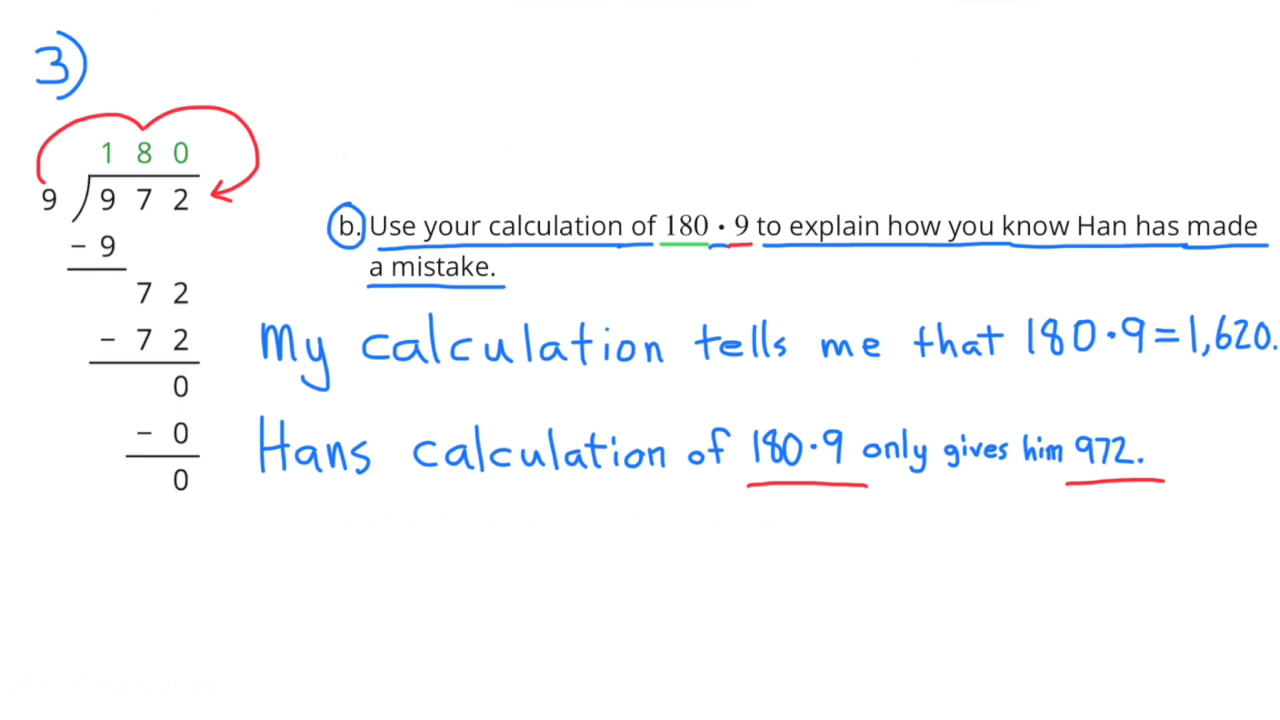 3)
1 8 0
9 9 7 2
− 9
7 2
− 7 2
0
− 0
0
b. Use your calculation of 180 · 9 to explain how you know Han has made
a mistake.
My calculation tells me that 180·9=1,620.
Hans calculation of 180·9 only gives him 972.